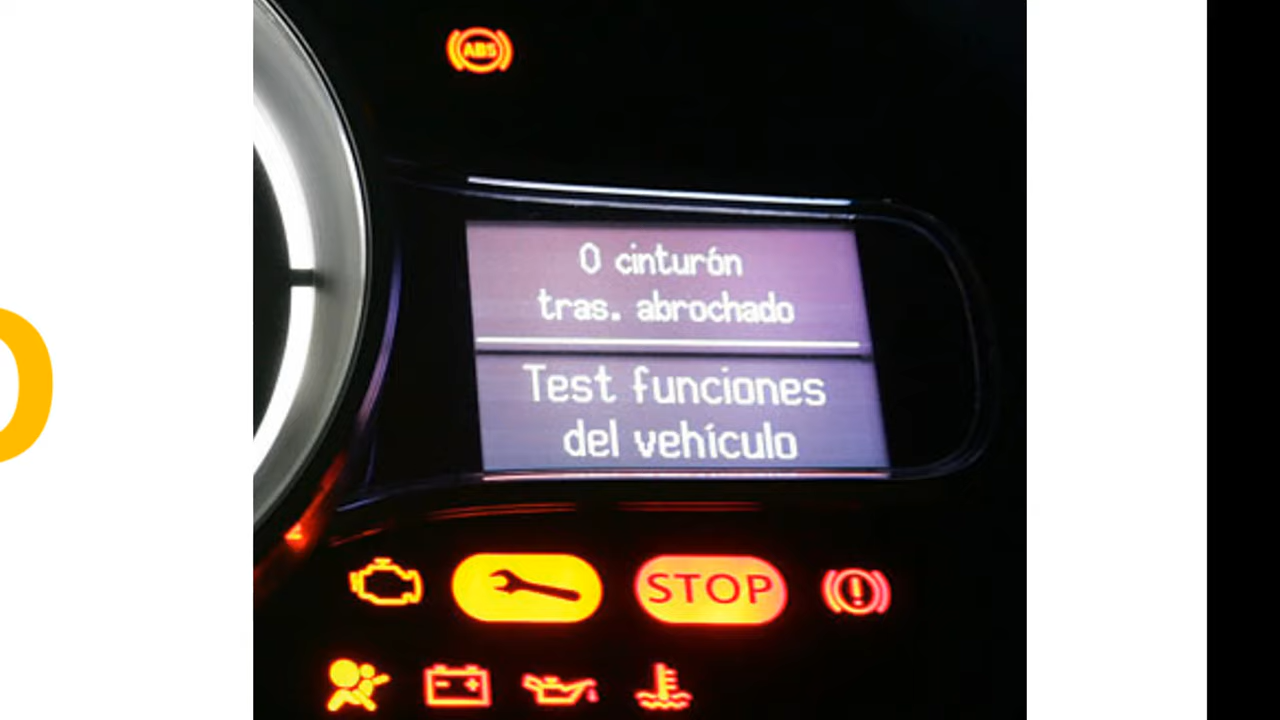 ABS
0 cinturón
tras. abrochado
Test funciones
del vehículo
STOP